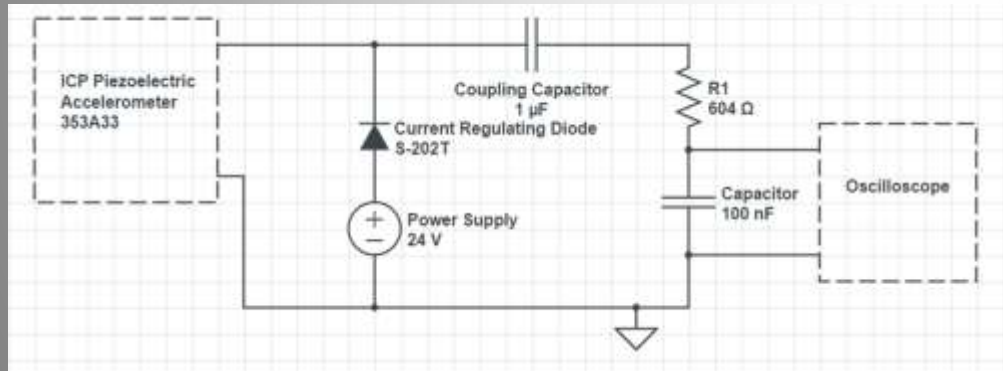 ICP Piezoelectric
Accelerometer
353A33
Coupling Capacitor
1 µF
Current Regulating Diode
S-202T
Power Supply
24 V
R1
604 Ω
Capacitor
100 nF
Oscilloscope